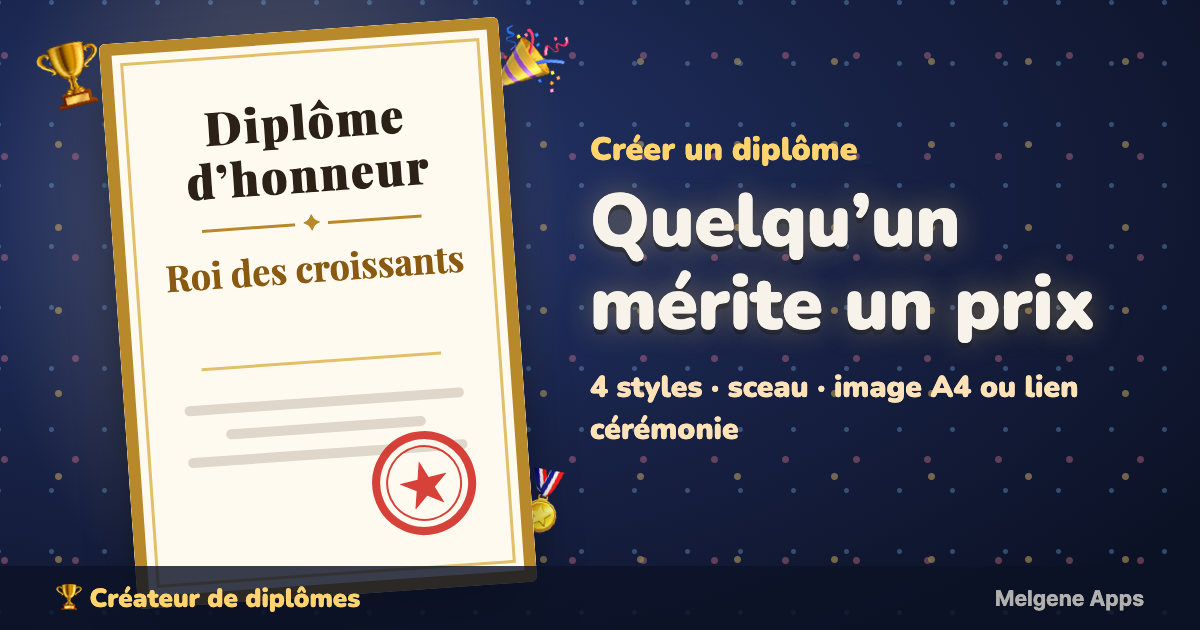 Diplôme
d’honneur
Roi des croissants
Créer un diplôme
Quelqu’un
mérite un prix
4 styles · sceau · image A4 ou lien
cérémonie
Créateur de diplômes
Melgene Apps